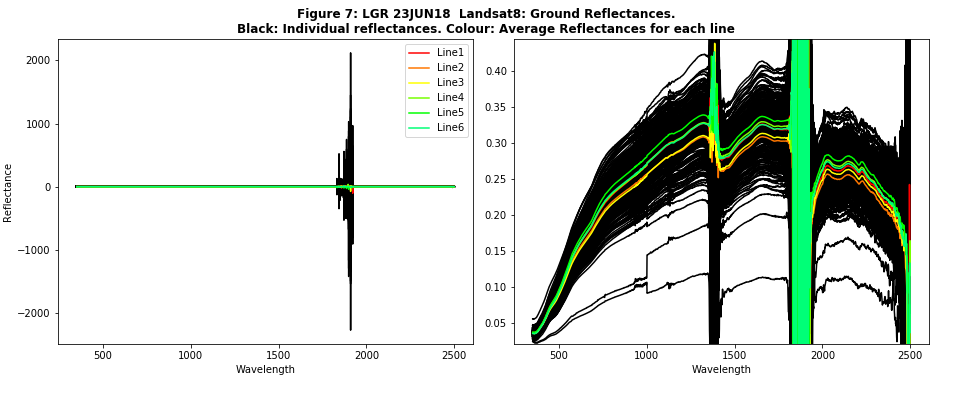 Figure 7: LGR 23JUN18  Landsat8: Ground Reflectances.
Black: Individual reflectances. Colour: Average Reflectances for each line
Reflectance
2000
1000
0
−1000
−2000
500
1000
1500
2000
2500
Wavelength
Line1
Line2
Line3
Line4
Line5
Line6
0.40
0.35
0.30
0.25
0.20
0.15
0.10
0.05
500
1000
1500
2000
2500
Wavelength